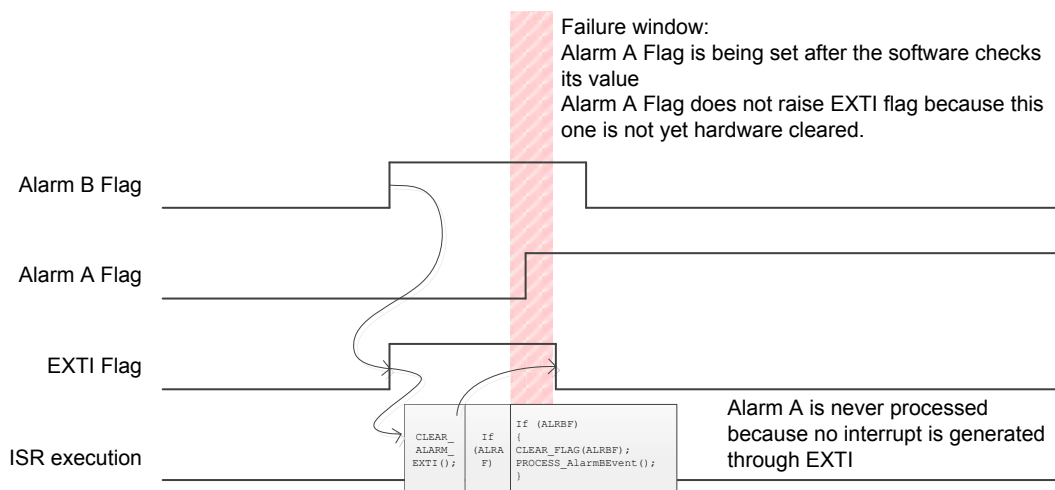 Failure window:
Alarm A Flag is being set after the software checks
its value
Alarm A Flag does not raise EXTI flag because this
one is not yet hardware cleared.
Alarm B Flag
Alarm A Flag
EXTI Flag
ISR execution
CLEAR_
ALARM_
EXTI();
If
(ALRA
F)
If (ALRBF)
{
CLEAR_FLAG(ALRBF);
PROCESS_AlarmBEvent();
}
Alarm A is never processed
because no interrupt is generated
through EXTI